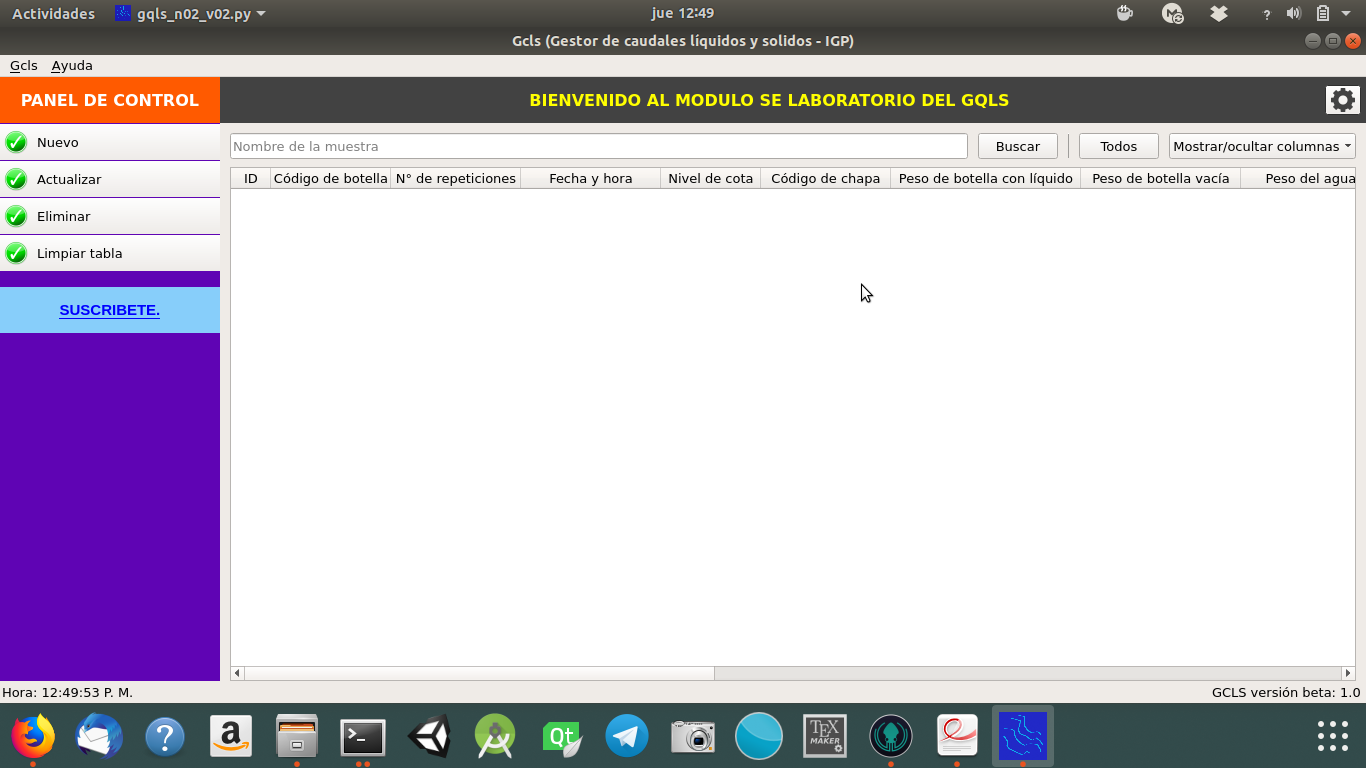 Actividades gqls_n02_v02.py jue 12:49 ?
Gcls (Gestor de caudales líquidos y solidos - IGP)
Gcls Ayuda
PANEL DE CONTROL BIENVENIDO AL MODULO SE LABORATORIO DEL GQLS
Nuevo Nombre de la muestra Buscar Todos Mostrar/ocultar columnas
ID Código de botella N° de repeticiones Fecha y hora Nivel de cota Código de chapa Peso de botella con líquido Peso de botella vacía Peso del agua
Actualizar
Eliminar
Limpiar tabla
SUSCRIBETE.
Hora: 12:49:53 P. M. GCLS versión beta: 1.0
? a >_ Qt TEX
MAKER